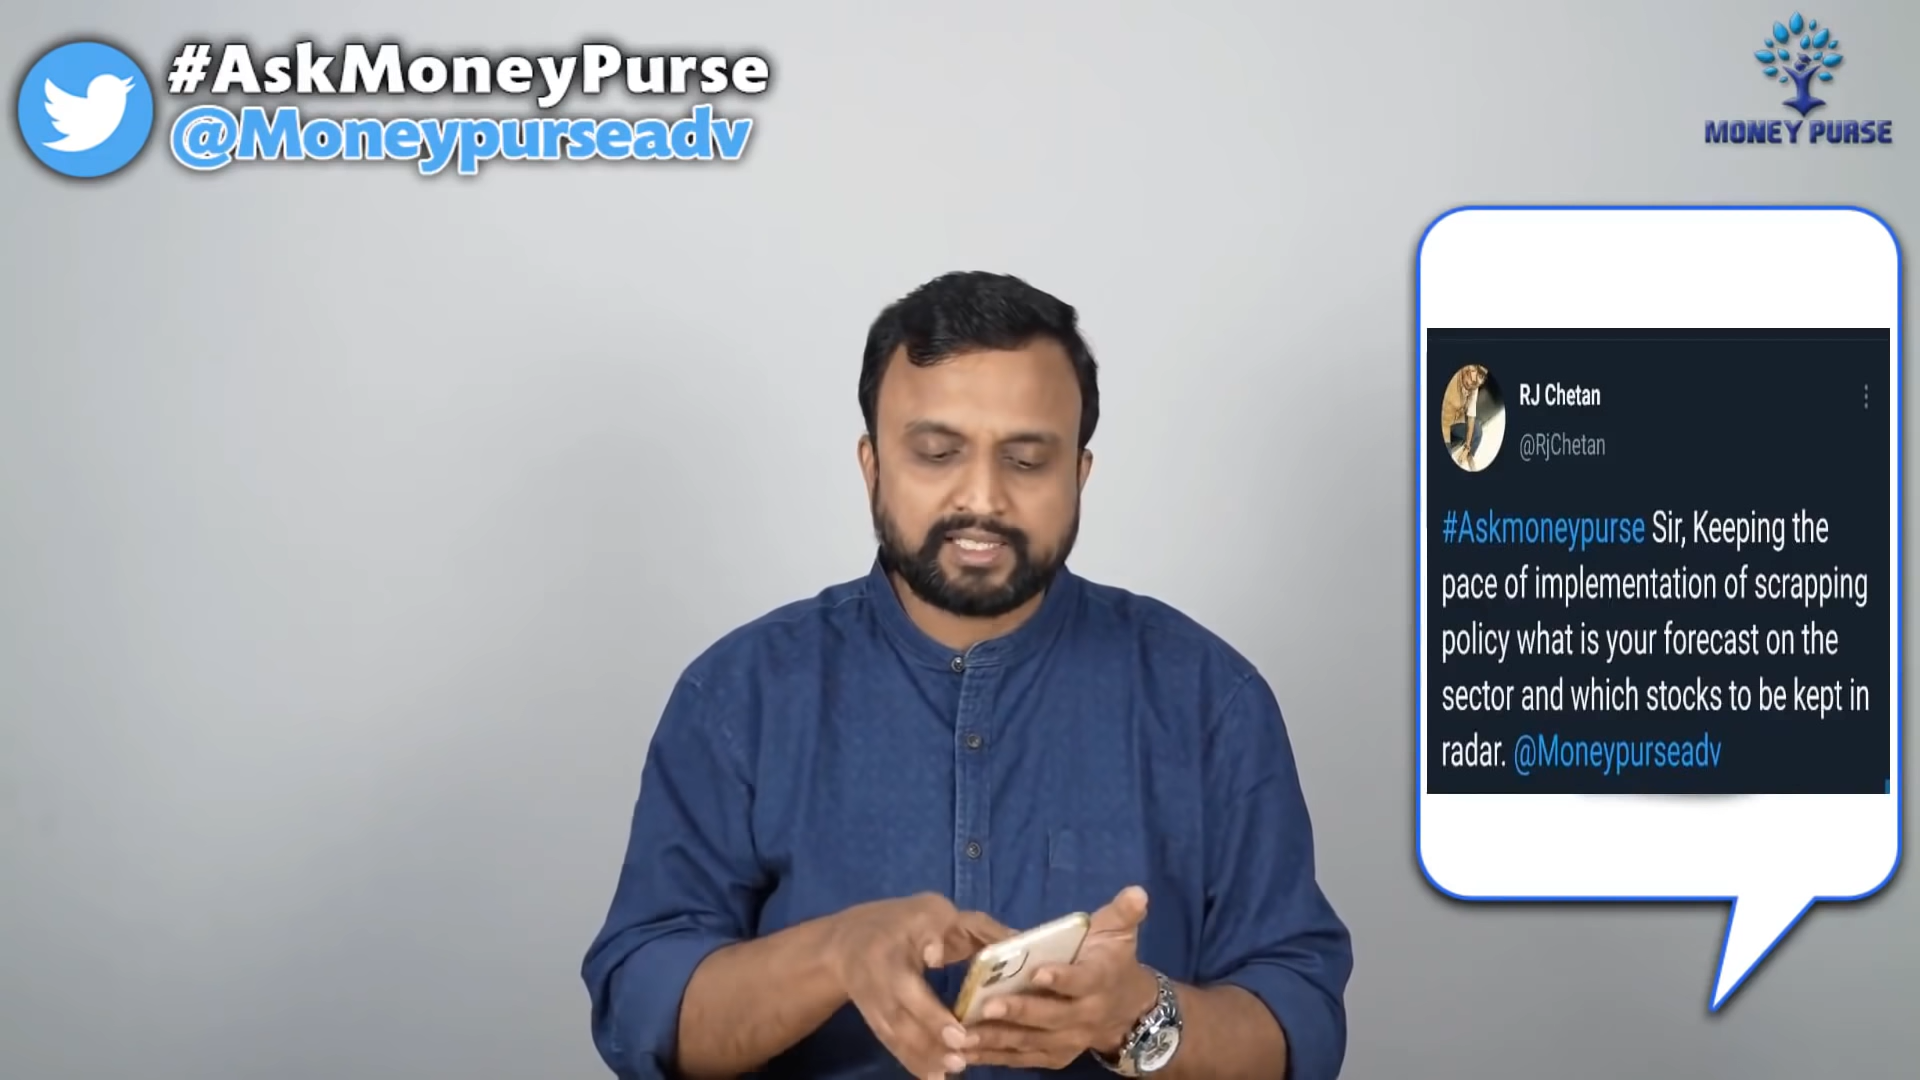 #AskMoneyPurse
@Moneypurseadv
MONEY PURSE
RJ Chetan
@RjChetan
#Askmoneypurse Sir, Keeping the
pace of implementation of scrapping
policy what is your forecast on the
sector and which stocks to be kept in
radar. @Moneypurseadv